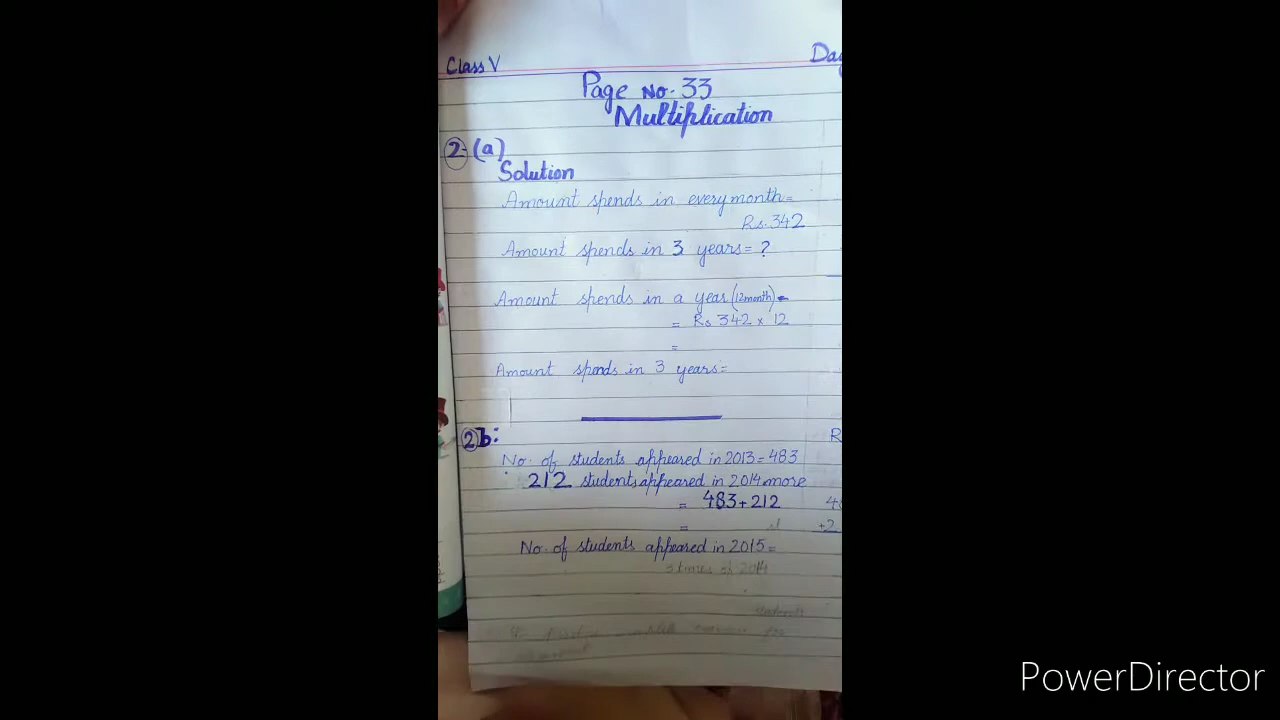 Class V
Day
Page No. 33
Multiplication
2. (a)
Solution
Amount spends in every month =
Rs. 342
Amount spends in 3 years = ?
Amount spends in a year (12 month) =
= Rs 342 × 12
=
Amount spends in 3 years =
2 b:
R
No. of students appeared in 2013 = 483
212 students appeared in 2014 more
= 483 + 212
=
+2
No. of students appeared in 2015 =
3 times of 2014
students
PowerDirector